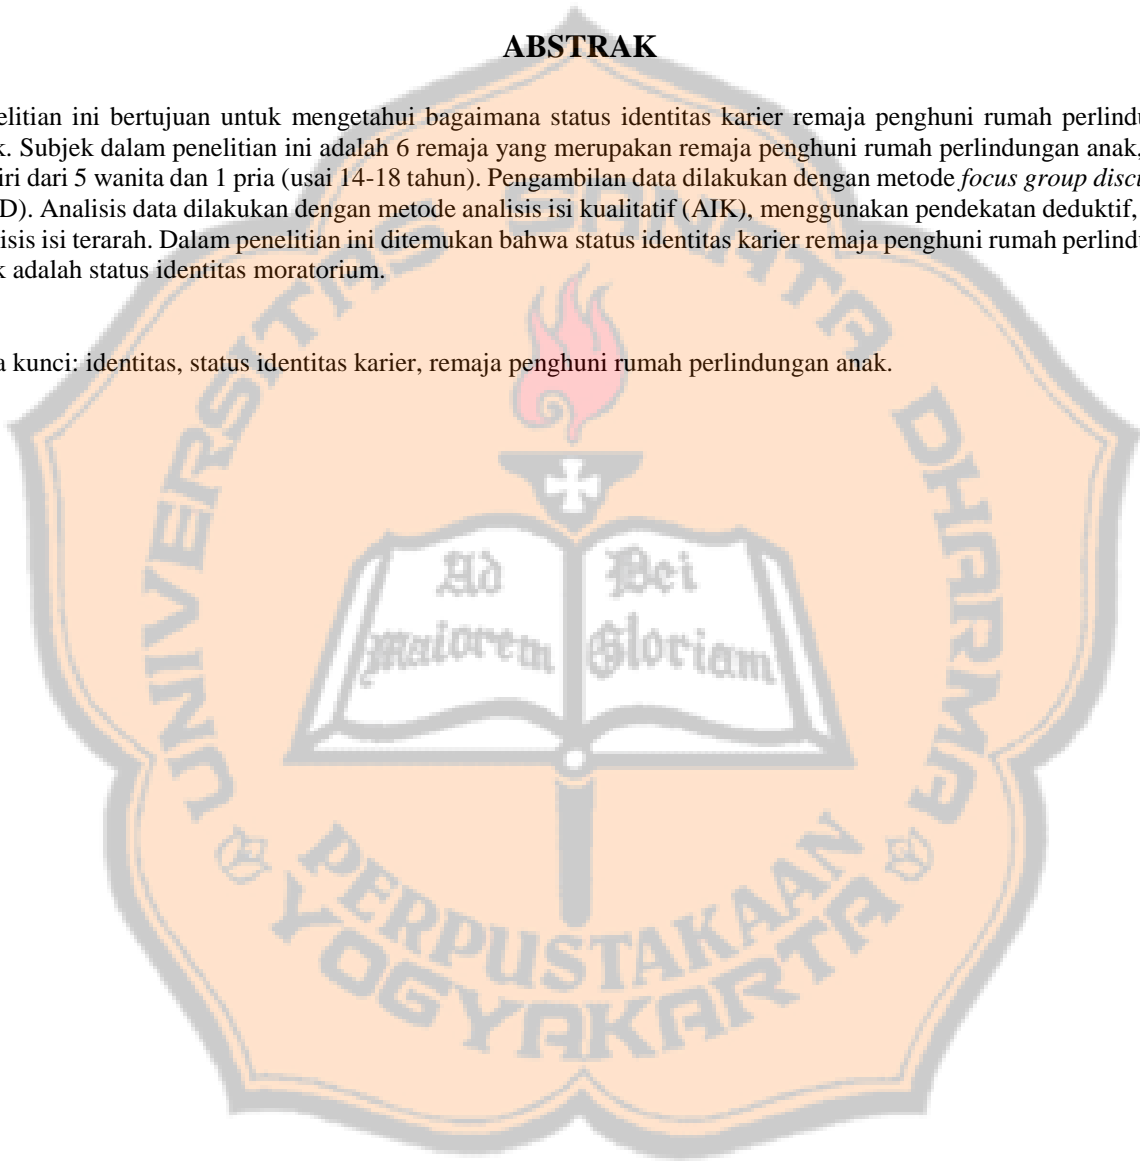 ABSTRAK
elitian ini bertujuan untuk mengetahui bagaimana status identitas karier remaja penghuni rumah perlindu
k. Subjek dalam penelitian ini adalah 6 remaja yang merupakan remaja penghuni rumah perlindungan anak,
iri dari 5 wanita dan 1 pria (usai 14-18 tahun). Pengambilan data dilakukan dengan metode focus group discu
D). Analisis data dilakukan dengan metode analisis isi kualitatif (AIK), menggunakan pendekatan deduktif,
isis isi terarah. Dalam penelitian ini ditemukan bahwa status identitas karier remaja penghuni rumah perlindu
k adalah status identitas moratorium.
a kunci: identitas, status identitas karier, remaja penghuni rumah perlindungan anak.
UNIVERSITAS SANATA DHARMA
Ad Dei
maiorem Gloriam
PERPUSTAKAAN
YOGYAKARTA